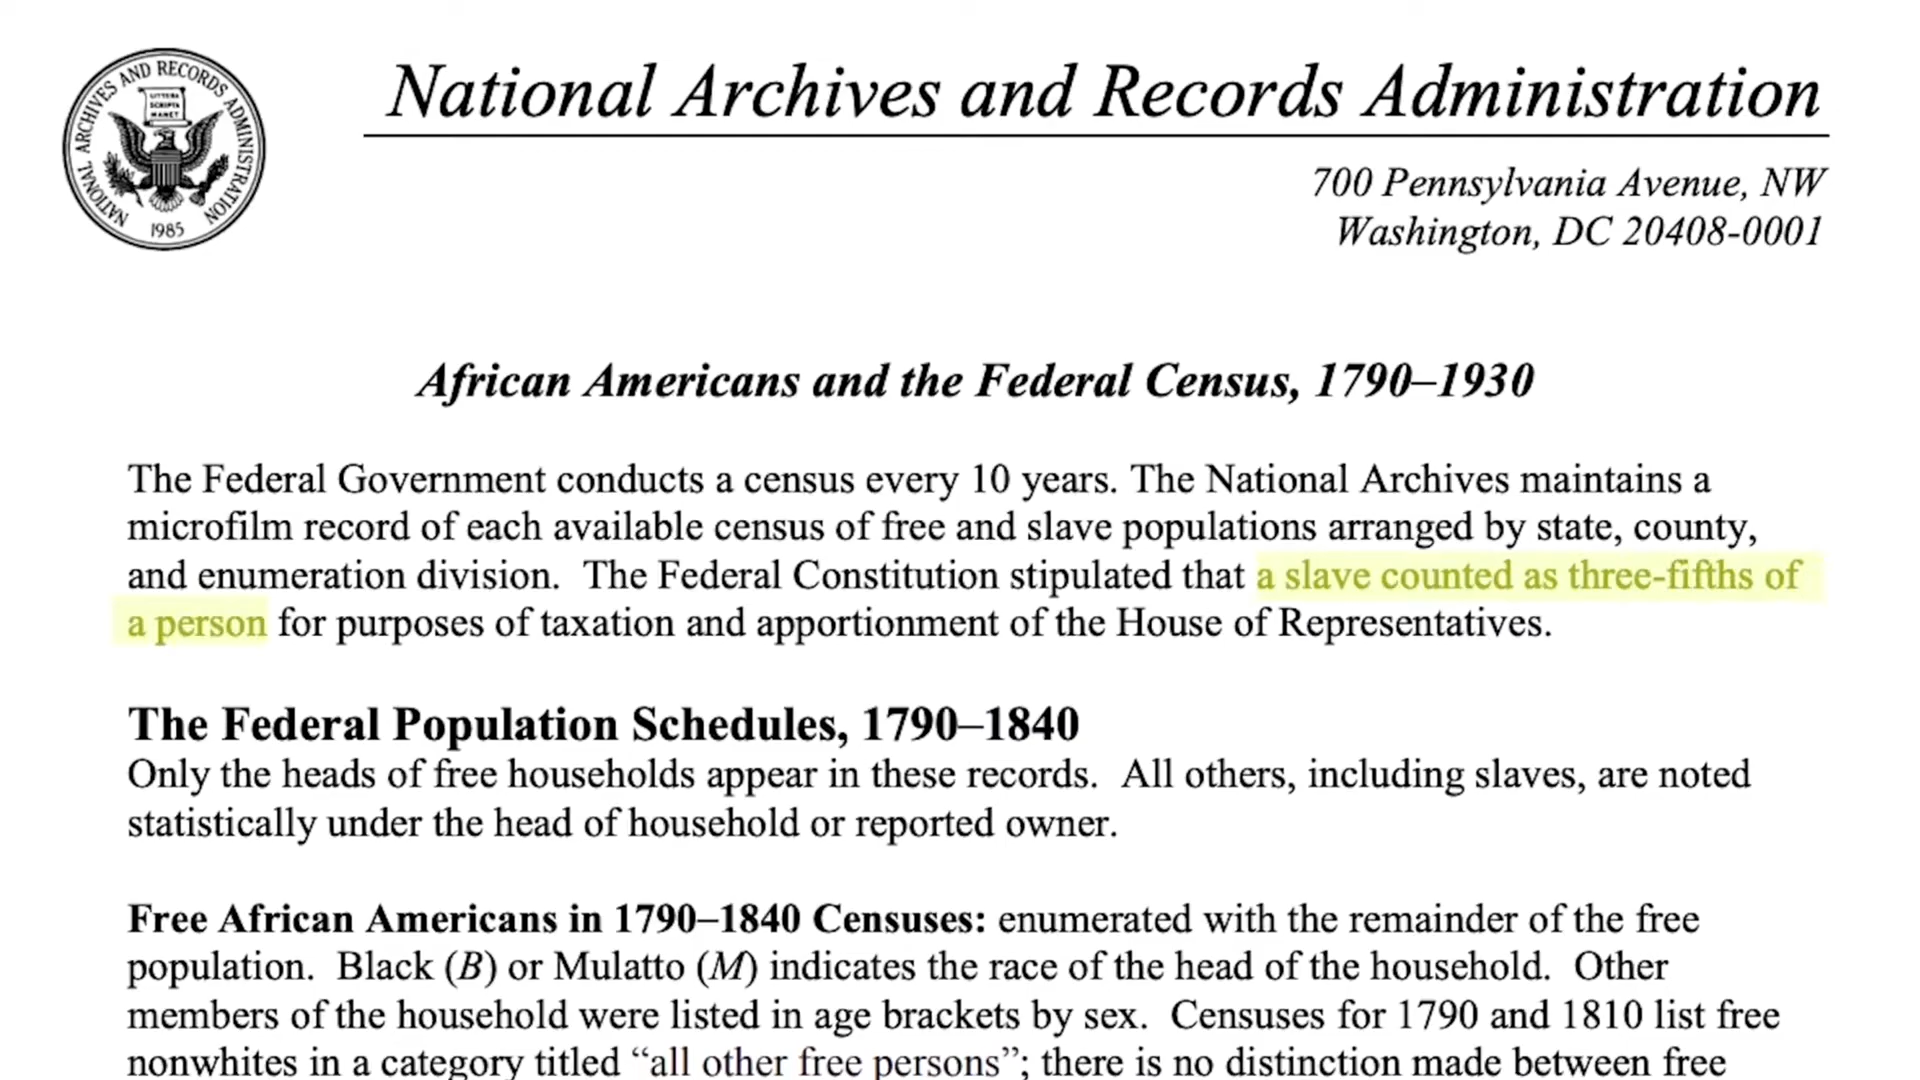 NATIONAL ARCHIVES AND RECORDS ADMINISTRATION
LITTERA
SCRIPTA
MANET
1985
National Archives and Records Administration
700 Pennsylvania Avenue, NW
Washington, DC 20408-0001
African Americans and the Federal Census, 1790–1930
The Federal Government conducts a census every 10 years. The National Archives maintains a
microfilm record of each available census of free and slave populations arranged by state, county,
and enumeration division.  The Federal Constitution stipulated that a slave counted as three-fifths of
a person for purposes of taxation and apportionment of the House of Representatives.
The Federal Population Schedules, 1790–1840
Only the heads of free households appear in these records.  All others, including slaves, are noted
statistically under the head of household or reported owner.
Free African Americans in 1790–1840 Censuses: enumerated with the remainder of the free
population.  Black (B) or Mulatto (M) indicates the race of the head of the household.  Other
members of the household were listed in age brackets by sex.  Censuses for 1790 and 1810 list free
nonwhites in a category titled “all other free persons”; there is no distinction made between free